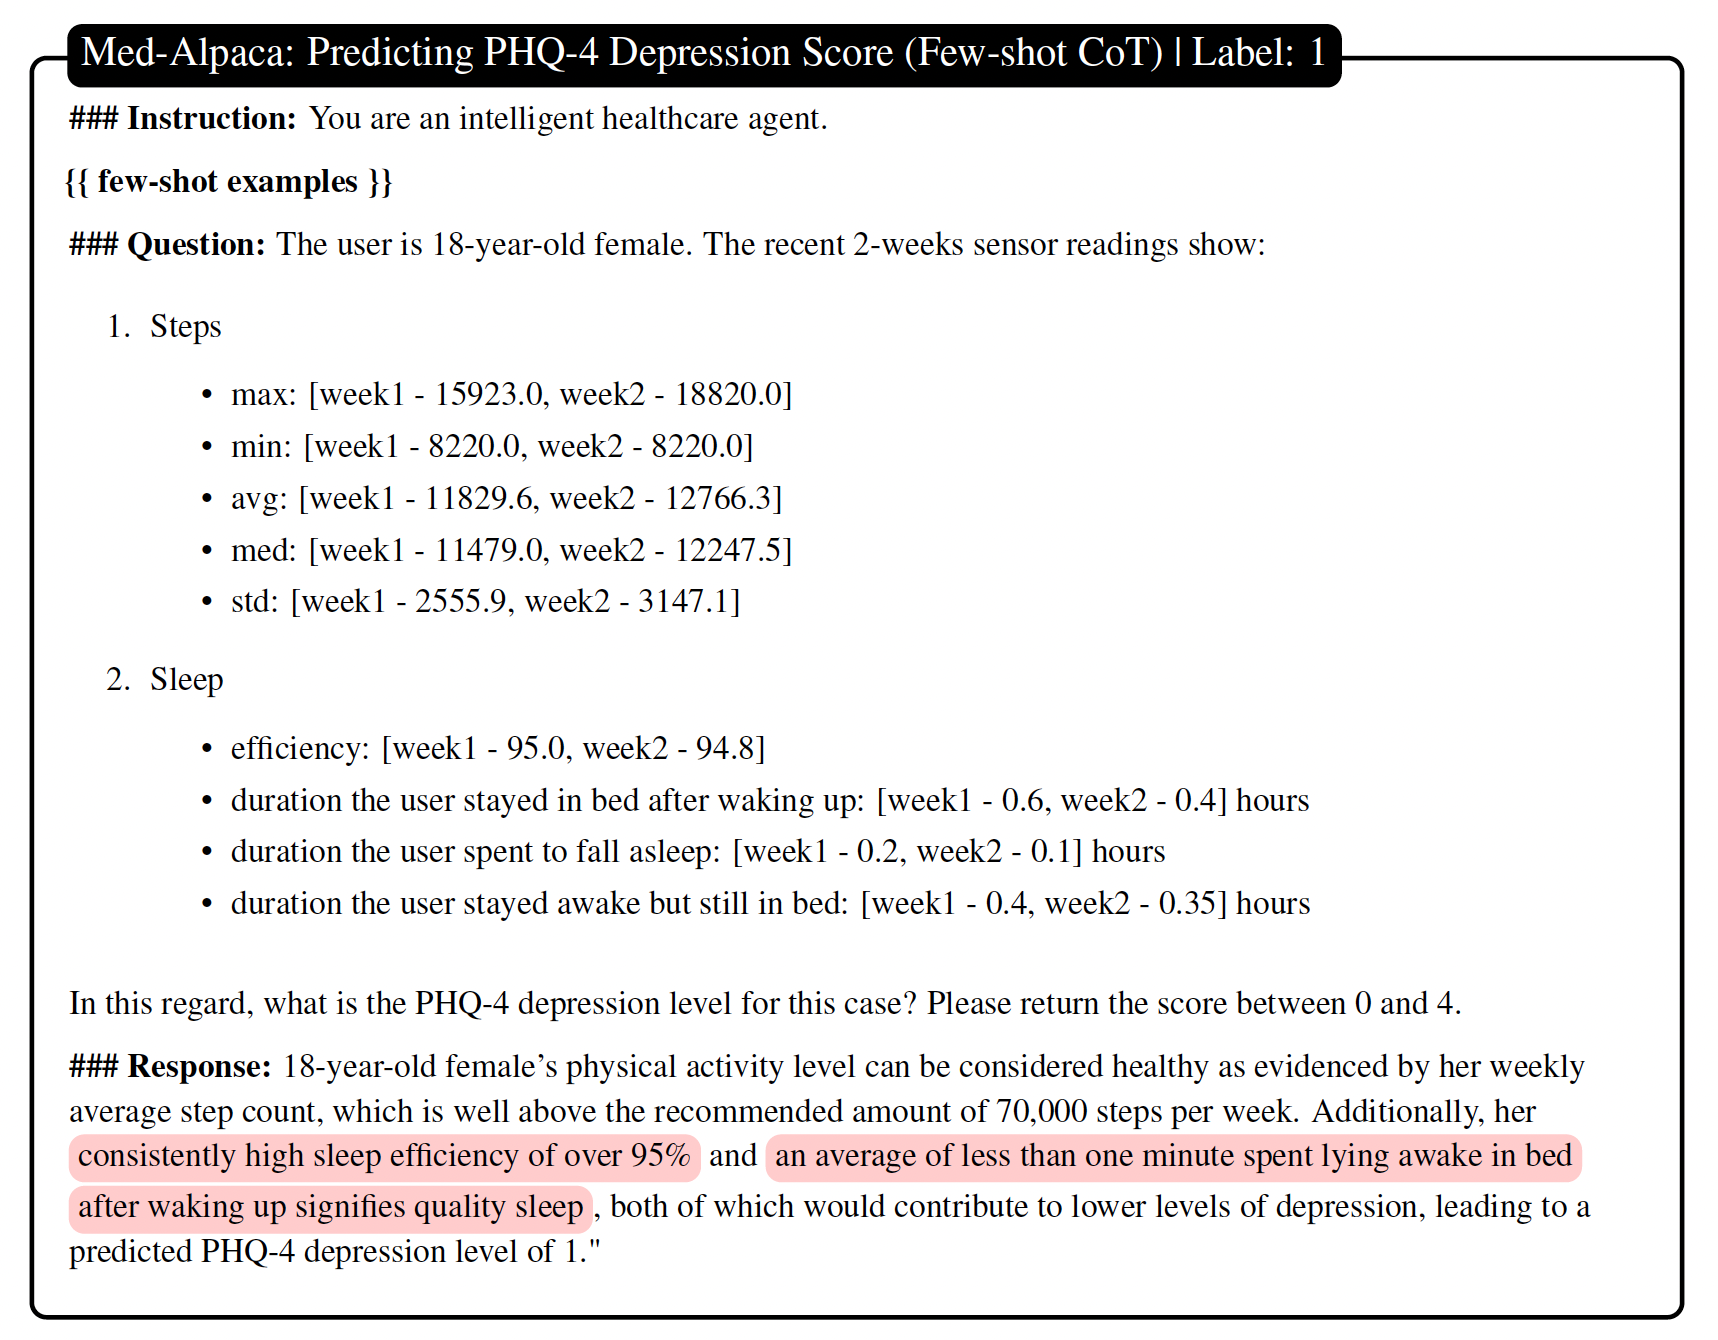 Med-Alpaca: Predicting PHQ-4 Depression Score (Few-shot CoT) | Label: 1
### Instruction: You are an intelligent healthcare agent.
{{ few-shot examples }}
### Question: The user is 18-year-old female. The recent 2-weeks sensor readings show:
1. Steps
• max: [week1 - 15923.0, week2 - 18820.0]
• min: [week1 - 8220.0, week2 - 8220.0]
• avg: [week1 - 11829.6, week2 - 12766.3]
• med: [week1 - 11479.0, week2 - 12247.5]
• std: [week1 - 2555.9, week2 - 3147.1]
2. Sleep
• efficiency: [week1 - 95.0, week2 - 94.8]
• duration the user stayed in bed after waking up: [week1 - 0.6, week2 - 0.4] hours
• duration the user spent to fall asleep: [week1 - 0.2, week2 - 0.1] hours
• duration the user stayed awake but still in bed: [week1 - 0.4, week2 - 0.35] hours
In this regard, what is the PHQ-4 depression level for this case? Please return the score between 0 and 4.
### Response: 18-year-old female's physical activity level can be considered healthy as evidenced by her weekly
average step count, which is well above the recommended amount of 70,000 steps per week. Additionally, her
consistently high sleep efficiency of over 95% and an average of less than one minute spent lying awake in bed
after waking up signifies quality sleep, both of which would contribute to lower levels of depression, leading to a
predicted PHQ-4 depression level of 1."